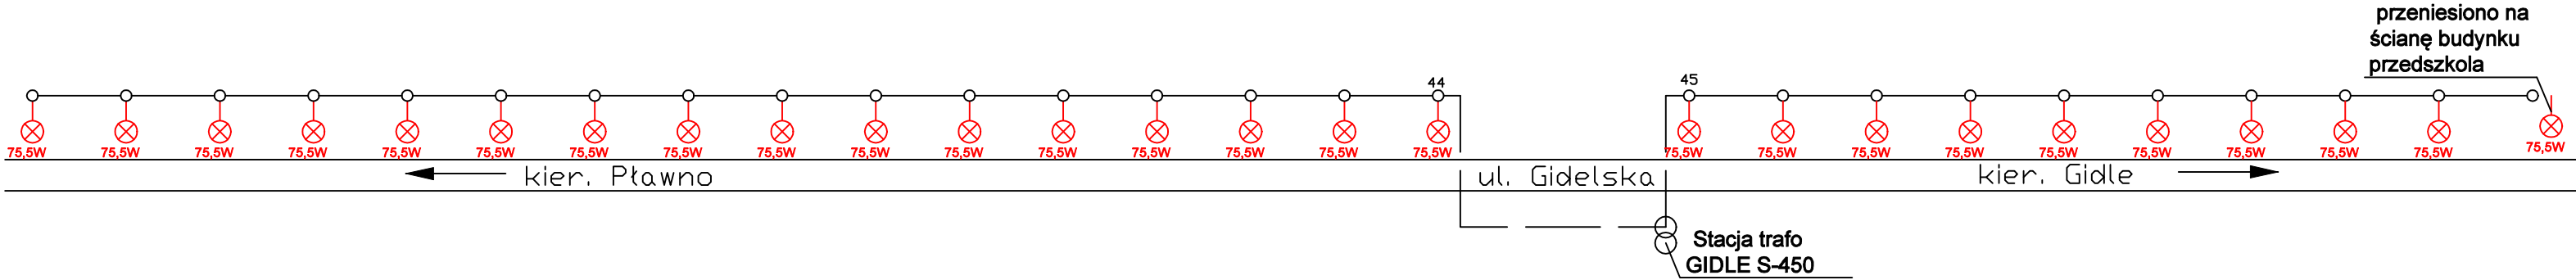 przeniesiono na
ścianę budynku
przedszkola
44
45
75,5W 75,5W 75,5W 75,5W 75,5W 75,5W 75,5W 75,5W 75,5W 75,5W 75,5W 75,5W 75,5W 75,5W 75,5W 75,5W 75,5W 75,5W 75,5W 75,5W 75,5W 75,5W 75,5W 75,5W 75,5W 75,5W
kier. Pławno
ul. Gidelska
kier. Gidle
Stacja trafo
GIDLE S-450